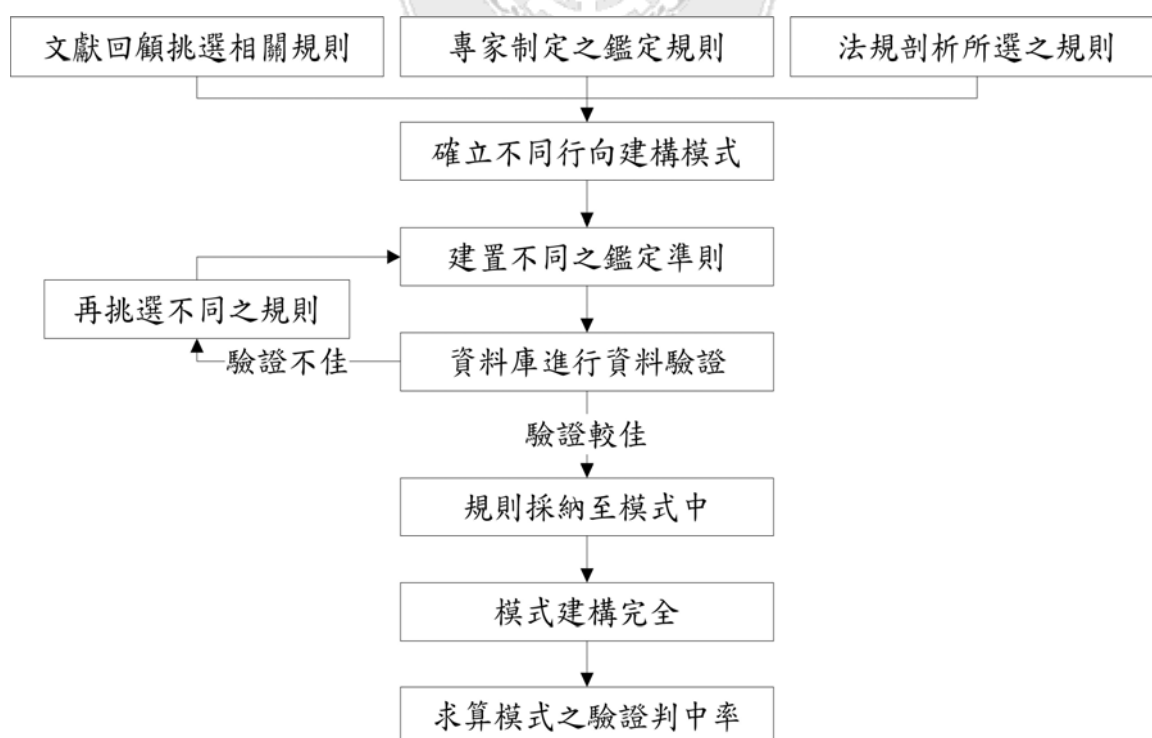 文獻回顧挑選相關規則
專家制定之鑑定規則
法規剖析所選之規則
確立不同行向建構模式
建置不同之鑑定準則
再挑選不同之規則
驗證不佳
資料庫進行資料驗證
驗證較佳
規則採納至模式中
模式建構完全
求算模式之驗證判中率